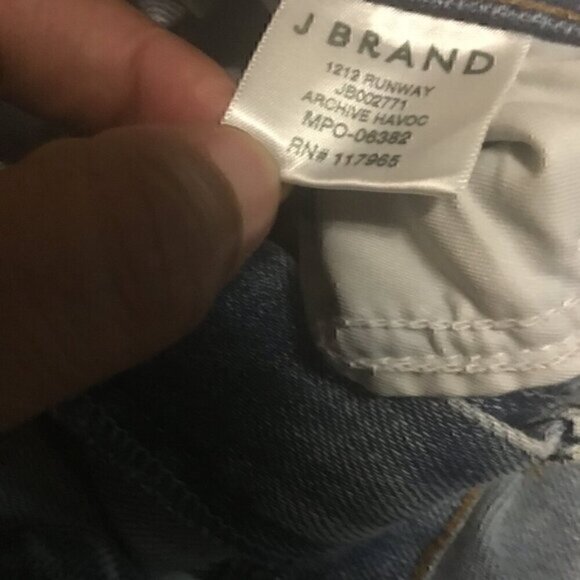 J BRAND
1212 RUNWAY
JB002771
ARCHIVE HAVOC
MPO-06382
RN# 117965